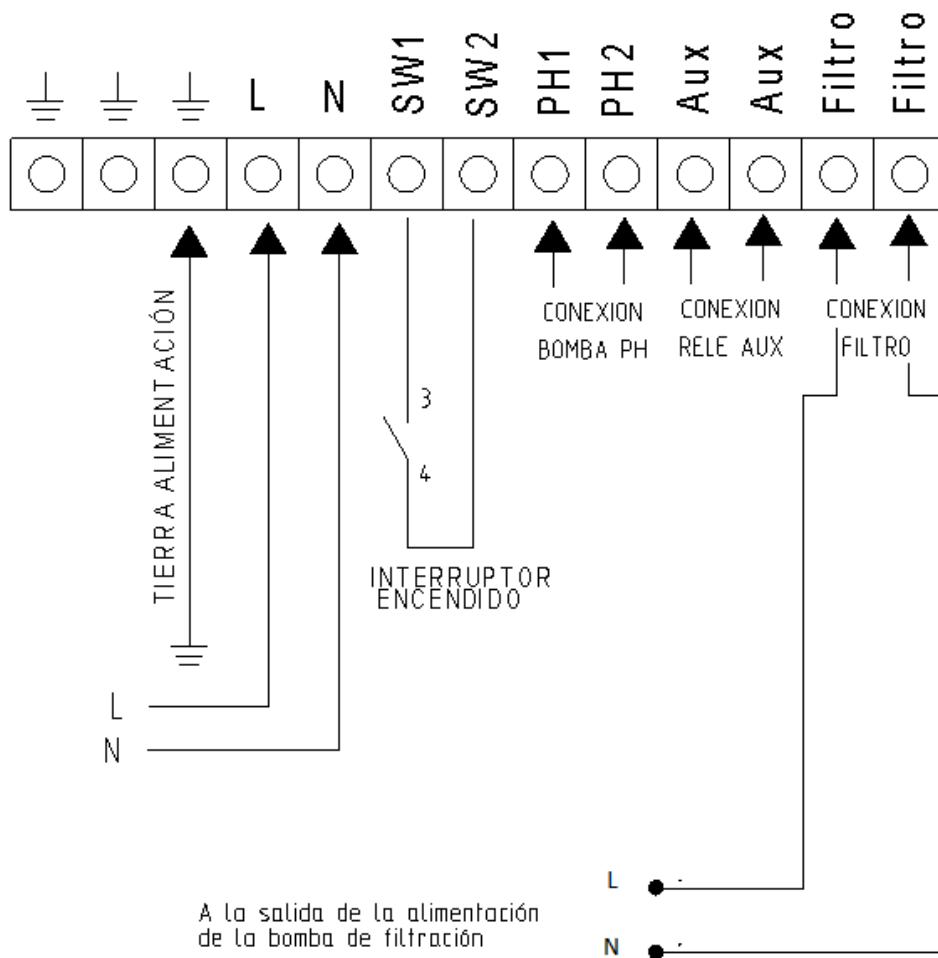 L
N
SW1
SW2
PH1
PH2
Aux
Aux
Filtro
Filtro
TIERRA ALIMENTACIÓN
3
4
INTERRUPTOR
ENCENDIDO
CONEXION
BOMBA PH
CONEXION
RELE AUX
CONEXION
FILTRO
L
N
A la salida de la alimentación
de la bomba de filtración
L
N